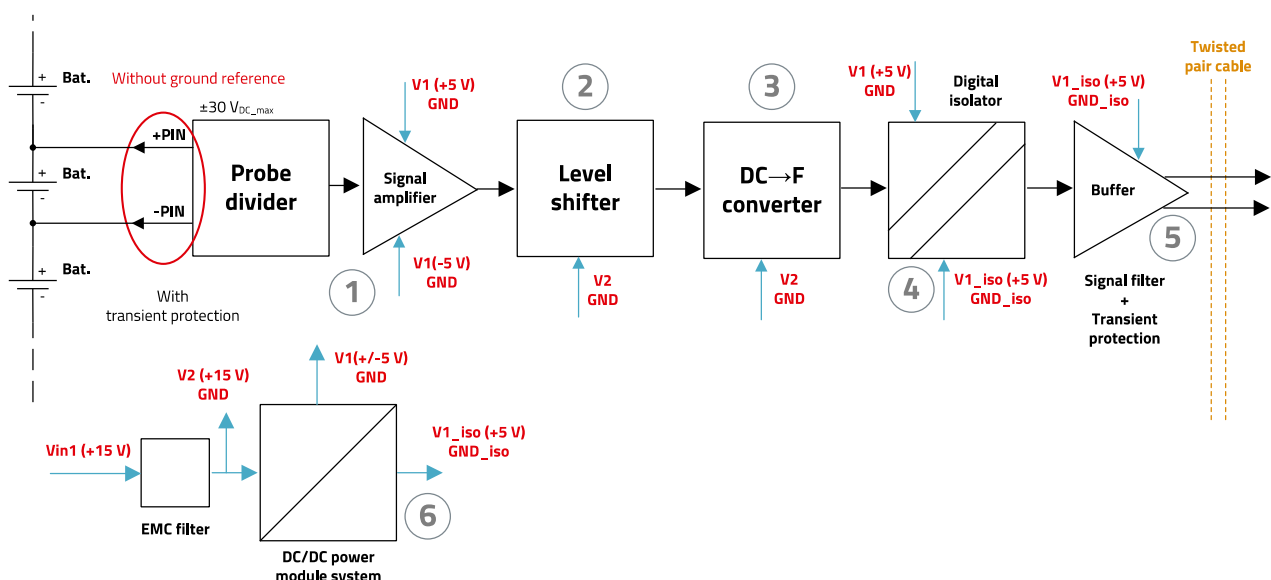 Bat.
+
-
Without ground reference
±30 VDC_max
+PIN
Probe
divider
Bat.
+
-
-PIN
Bat.
+
-
With
transient protection
V1 (+5 V)
GND
Signal
amplifier
V1(-5 V)
GND
1
2
Level
shifter
V2
GND
3
DC→F
converter
V2
GND
V1 (+5 V)
GND
Digital
isolator
4
V1_iso (+5 V)
GND_iso
V1_iso (+5 V)
GND_iso
Buffer
5
Signal filter
+
Transient
protection
Twisted
pair cable
Vin1 (+15 V)
EMC filter
V2 (+15 V)
GND
V1(+/-5 V)
GND
V1_iso (+5 V)
GND_iso
6
DC/DC power
module system